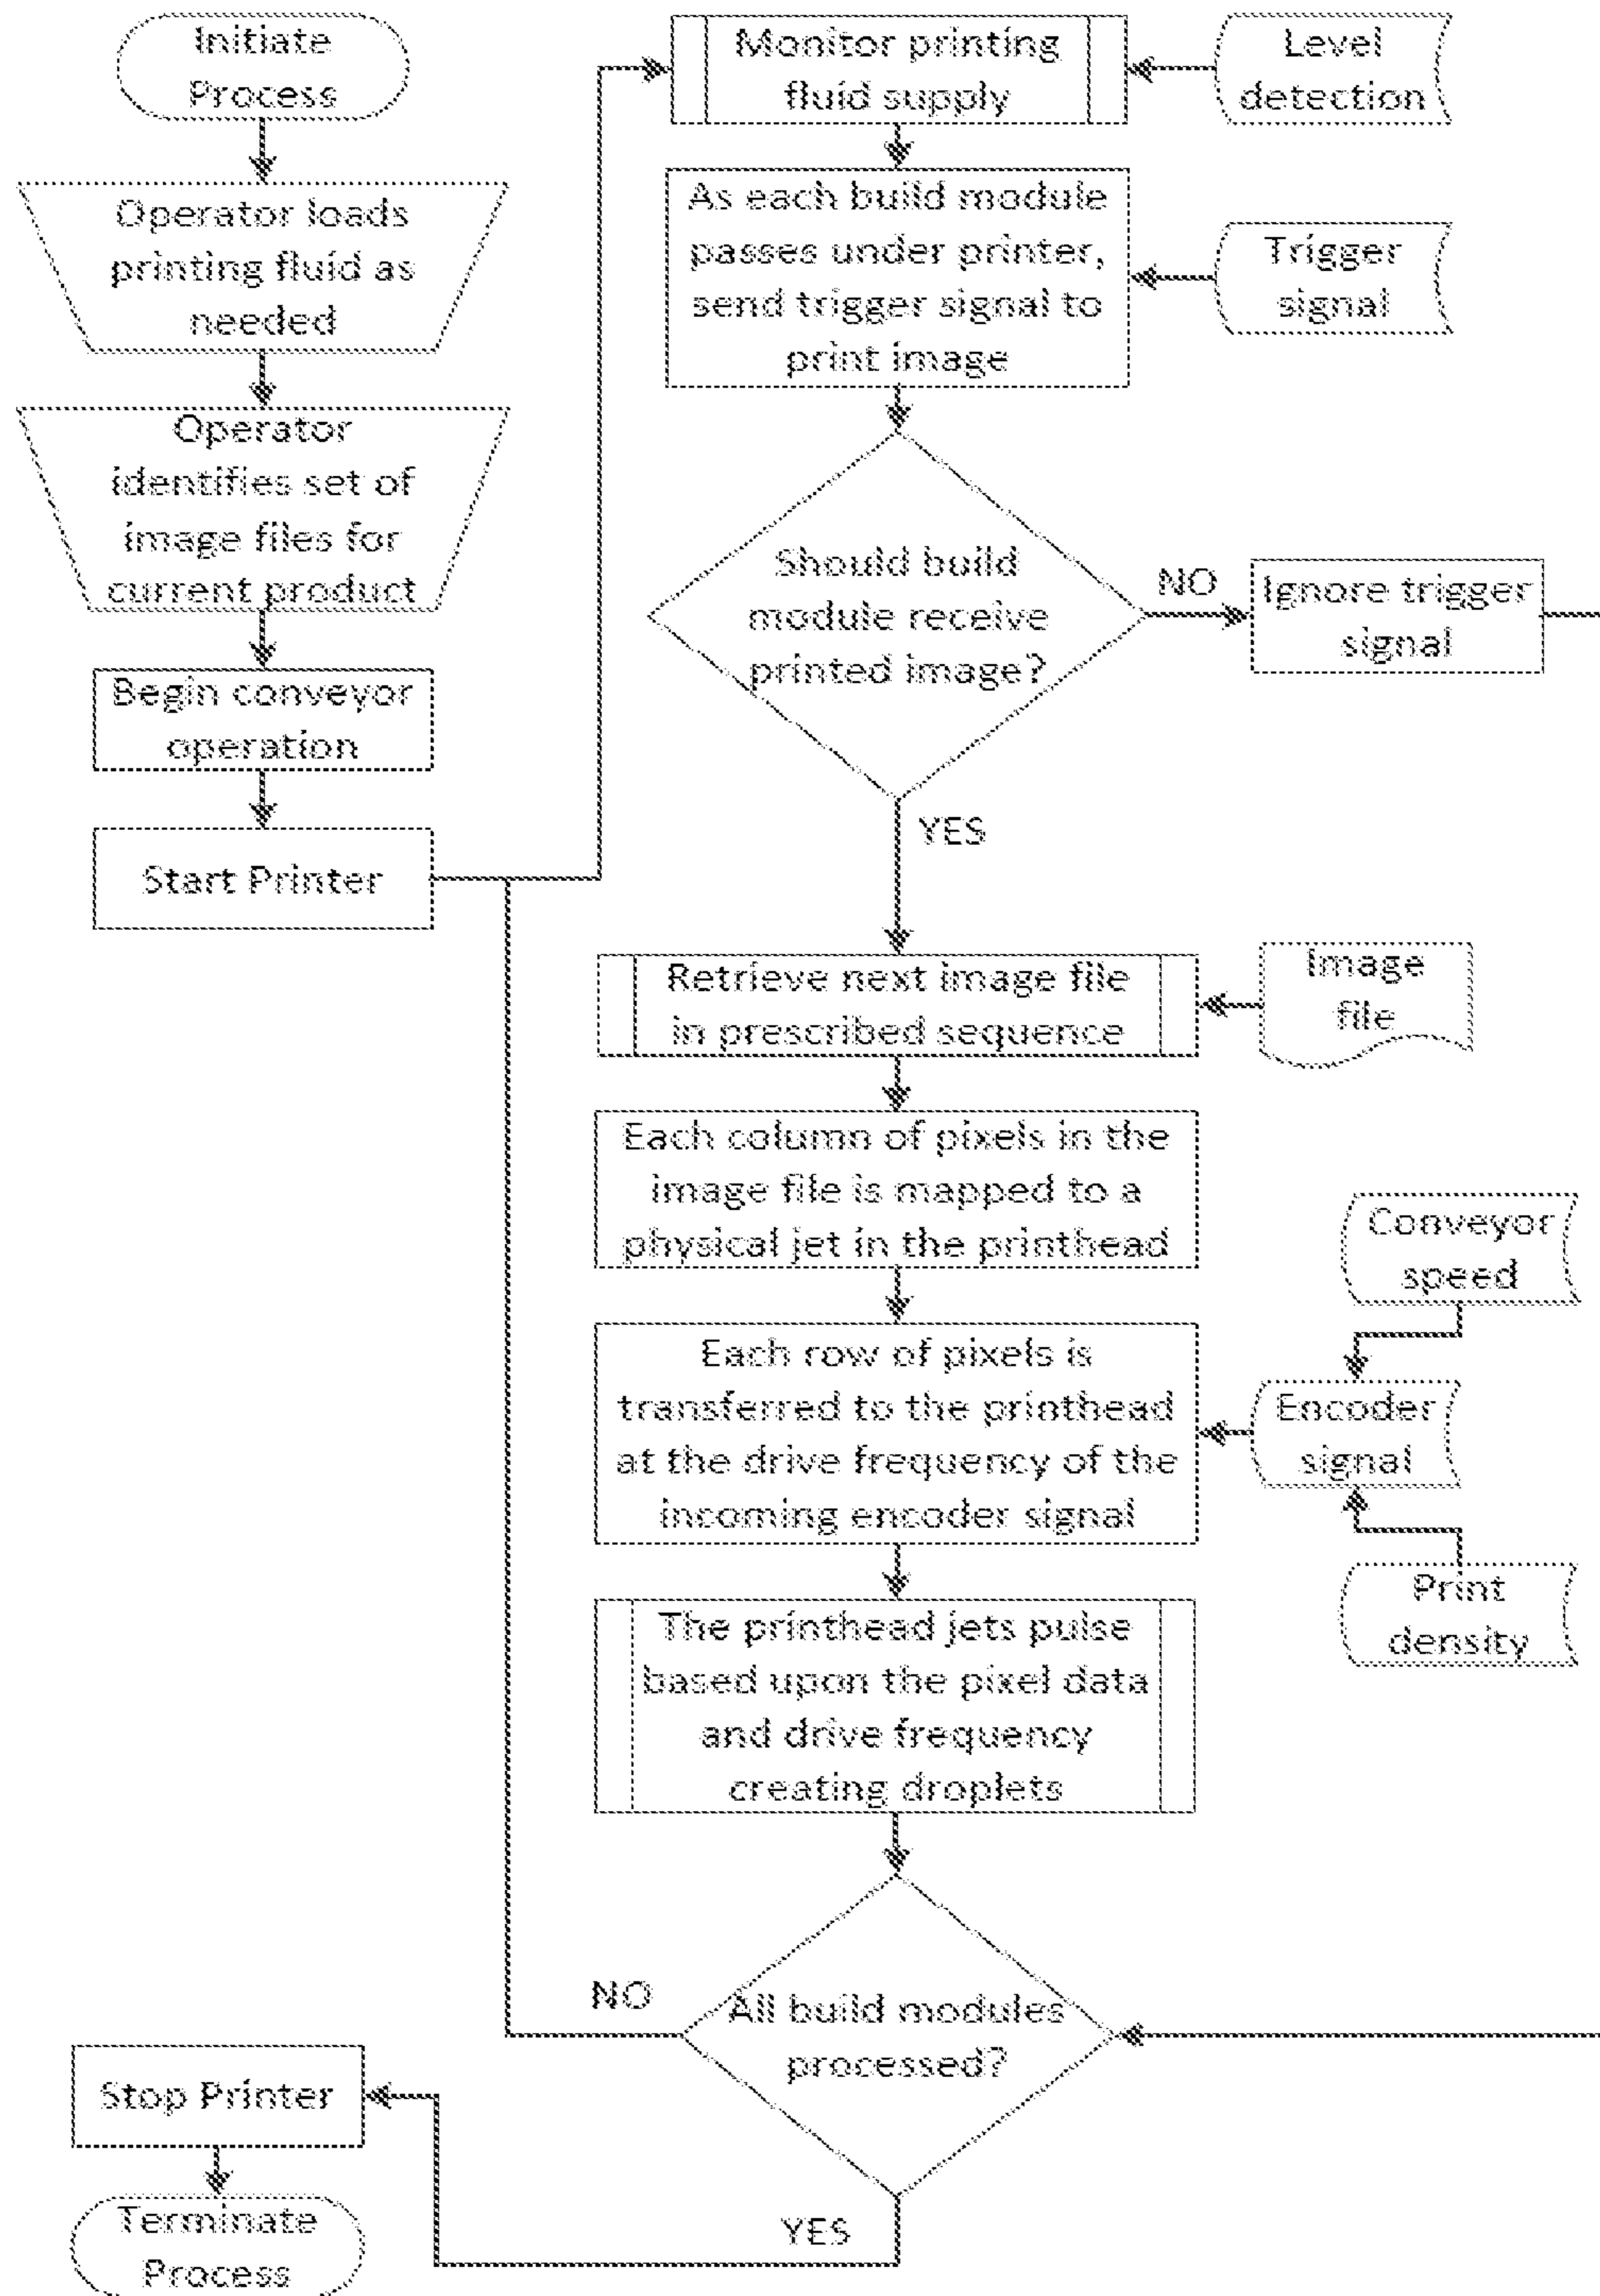 Initiate
Process
Operator loads
printing fluid as
needed
Operator
identifies set of
image files for
current product
Begin conveyor
operation
Start Printer
Monitor printing
fluid supply
Level
detection
As each build module
passes under printer,
send trigger signal to
print image
Trigger
signal
Should build
module receive
printed image?
NO
Ignore trigger
signal
YES
Retrieve next image file
in prescribed sequence
Image
file
Each column of pixels in the
image file is mapped to a
physical jet in the printhead
Conveyor
speed
Each row of pixels is
transferred to the printhead
at the drive frequency of the
incoming encoder signal
Encoder
signal
Print
density
The printhead jets pulse
based upon the pixel data
and drive frequency
creating droplets
NO
All build modules
processed?
YES
Stop Printer
Terminate
Process